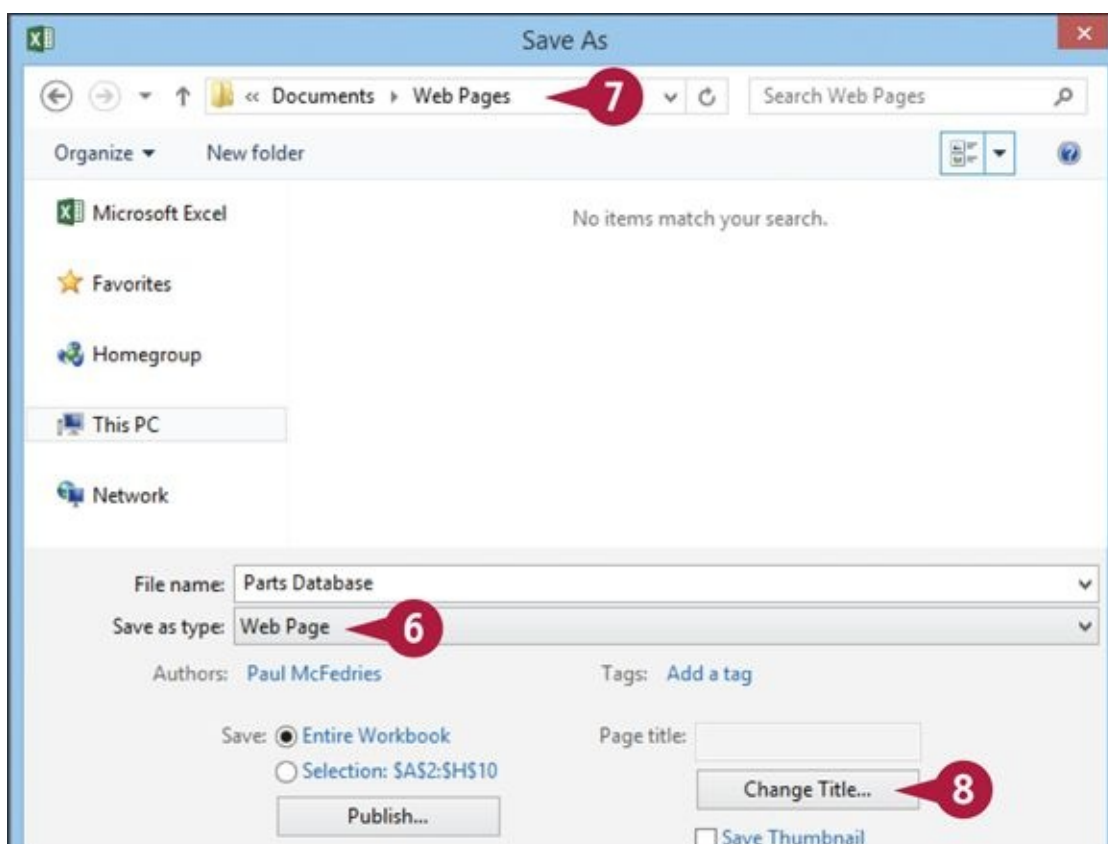 Save As
« Documents ▸ Web Pages 7 Search Web Pages
Organize New folder
Microsoft Excel
No items match your search.
Favorites
Homegroup
This PC
Network
File name: Parts Database
Save as type: Web Page 6
Authors: Paul McFedries Tags: Add a tag
Save: Entire Workbook Page title:
Selection: $A$2:$H$10
Change Title... 8
Publish...
Save Thumbnail